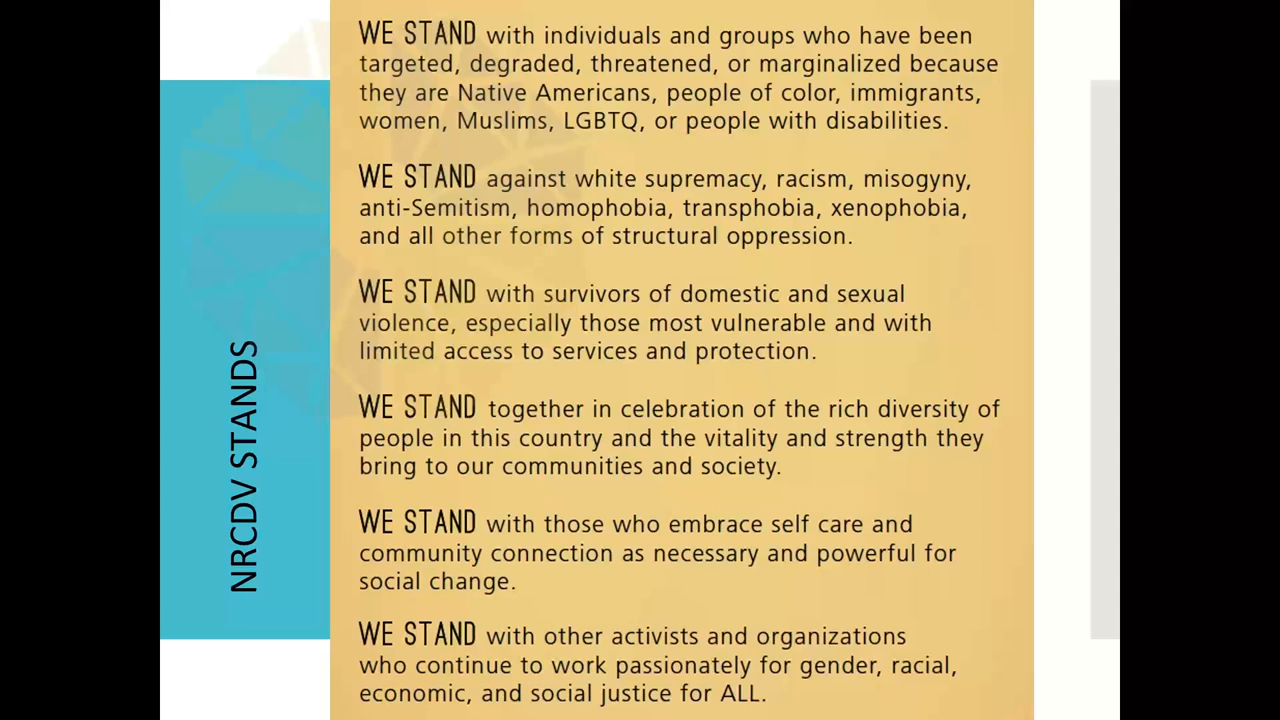 NRCDV STANDS
WE STAND with individuals and groups who have been
targeted, degraded, threatened, or marginalized because
they are Native Americans, people of color, immigrants,
women, Muslims, LGBTQ, or people with disabilities.
WE STAND against white supremacy, racism, misogyny,
anti-Semitism, homophobia, transphobia, xenophobia,
and all other forms of structural oppression.
WE STAND with survivors of domestic and sexual
violence, especially those most vulnerable and with
limited access to services and protection.
WE STAND together in celebration of the rich diversity of
people in this country and the vitality and strength they
bring to our communities and society.
WE STAND with those who embrace self care and
community connection as necessary and powerful for
social change.
WE STAND with other activists and organizations
who continue to work passionately for gender, racial,
economic, and social justice for ALL.